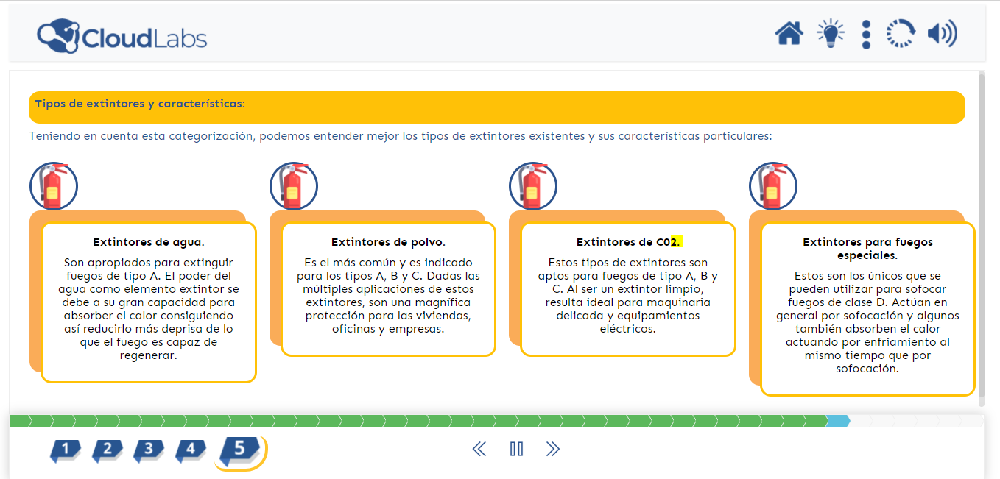 CloudLabs
Tipos de extintores y características:
Teniendo en cuenta esta categorización, podemos entender mejor los tipos de extintores existentes y sus características particulares:
Extintores de agua.
Son apropiados para extinguir
fuegos de tipo A. El poder del
agua como elemento extintor se
debe a su gran capacidad para
absorber el calor consiguiendo
así reducirlo más deprisa de lo
que el fuego es capaz de
regenerar.
Extintores de polvo.
Es el más común y es indicado
para los tipos A, B y C. Dadas las
múltiples aplicaciones de estos
extintores, son una magnífica
protección para las viviendas,
oficinas y empresas.
Extintores de C02.
Estos tipos de extintores son
aptos para fuegos de tipo A, B y
C. Al ser un extintor limpio,
resulta ideal para maquinaria
delicada y equipamientos
eléctricos.
Extintores para fuegos
especiales.
Estos son los únicos que se
pueden utilizar para sofocar
fuegos de clase D. Actúan en
general por sofocación y algunos
también absorben el calor
actuando por enfriamiento al
mismo tiempo que por
sofocación.
1 2 3 4 5